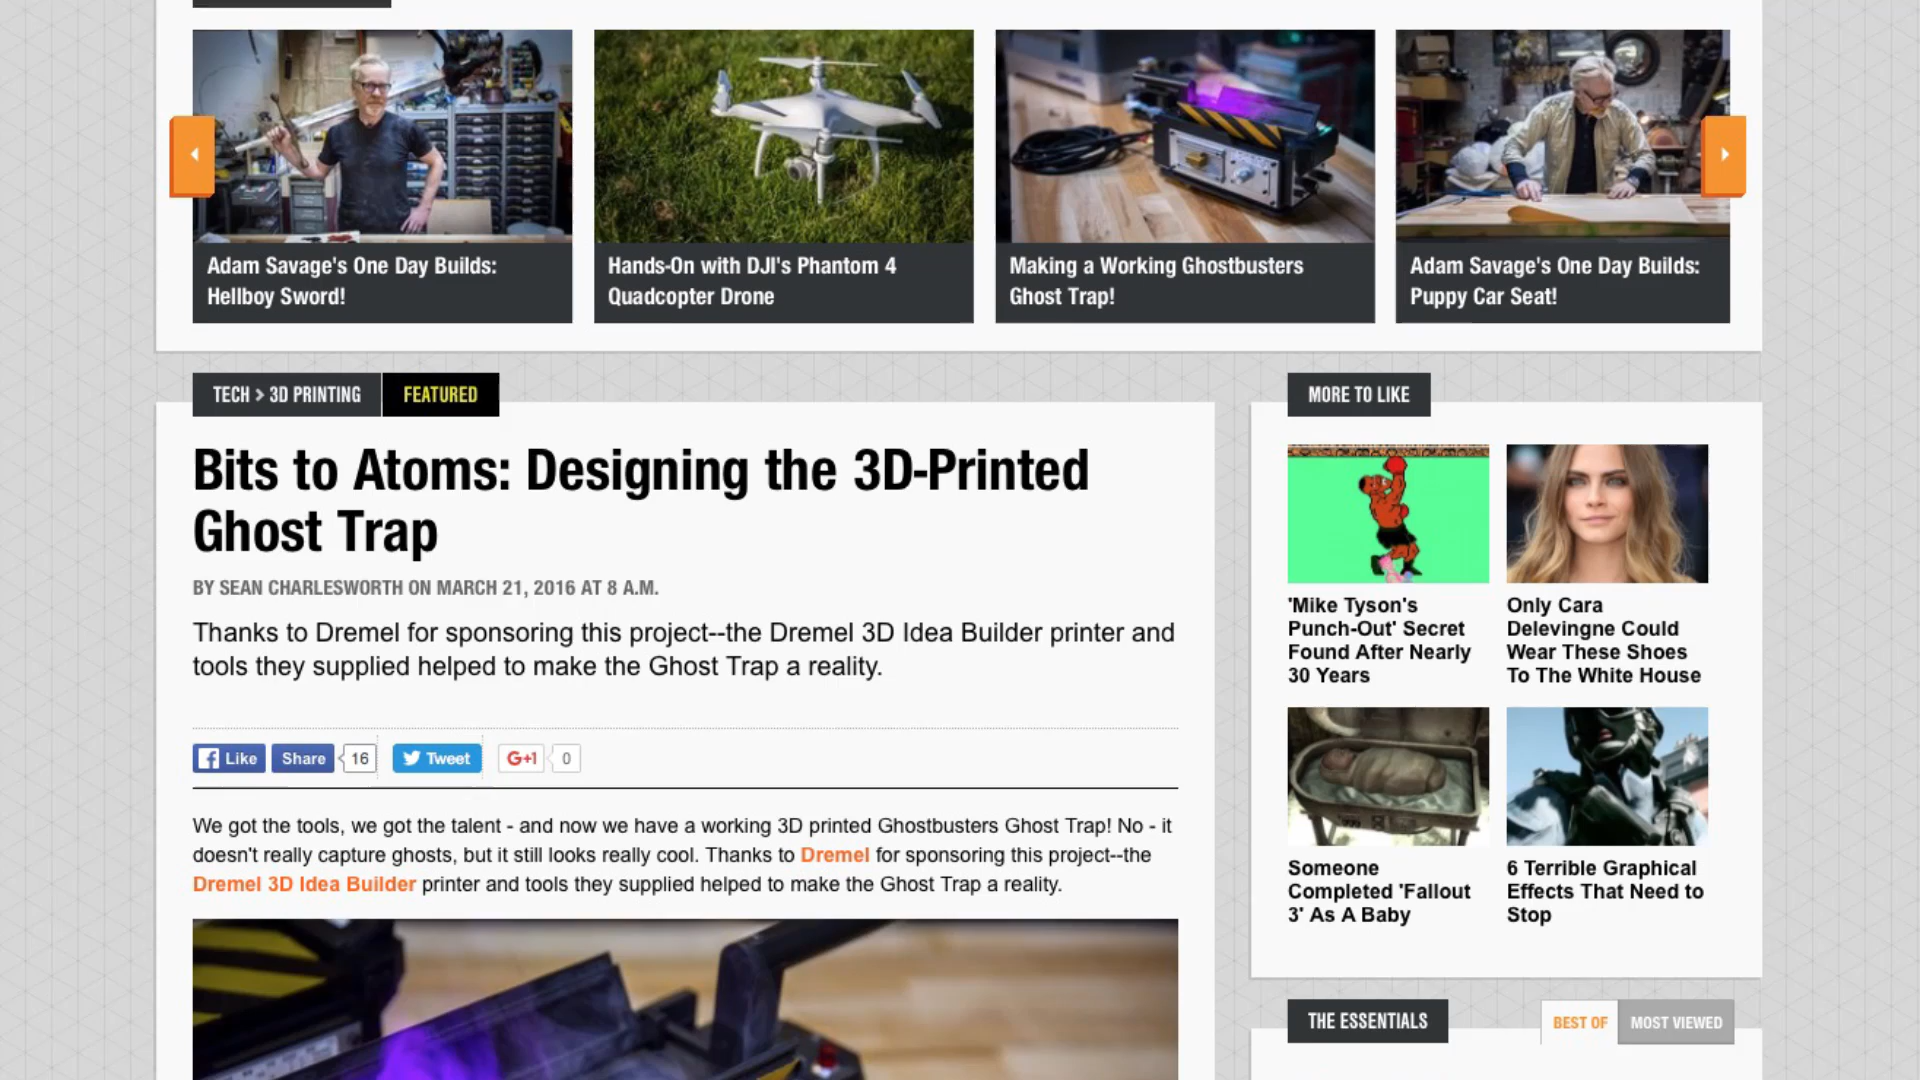 Adam Savage's One Day Builds:
Hellboy Sword!
Hands-On with DJI's Phantom 4
Quadcopter Drone
Making a Working Ghostbusters
Ghost Trap!
Adam Savage's One Day Builds:
Puppy Car Seat!
TECH > 3D PRINTING
FEATURED
Bits to Atoms: Designing the 3D-Printed
Ghost Trap
BY SEAN CHARLESWORTH ON MARCH 21, 2016 AT 8 A.M.
Thanks to Dremel for sponsoring this project--the Dremel 3D Idea Builder printer and
tools they supplied helped to make the Ghost Trap a reality.
Like
Share
16
Tweet
G+1
0
We got the tools, we got the talent - and now we have a working 3D printed Ghostbusters Ghost Trap! No - it
doesn't really capture ghosts, but it still looks really cool. Thanks to Dremel for sponsoring this project--the
Dremel 3D Idea Builder printer and tools they supplied helped to make the Ghost Trap a reality.
MORE TO LIKE
'Mike Tyson's
Punch-Out' Secret
Found After Nearly
30 Years
Only Cara
Delevingne Could
Wear These Shoes
To The White House
Someone
Completed 'Fallout
3' As A Baby
6 Terrible Graphical
Effects That Need to
Stop
THE ESSENTIALS
BEST OF
MOST VIEWED